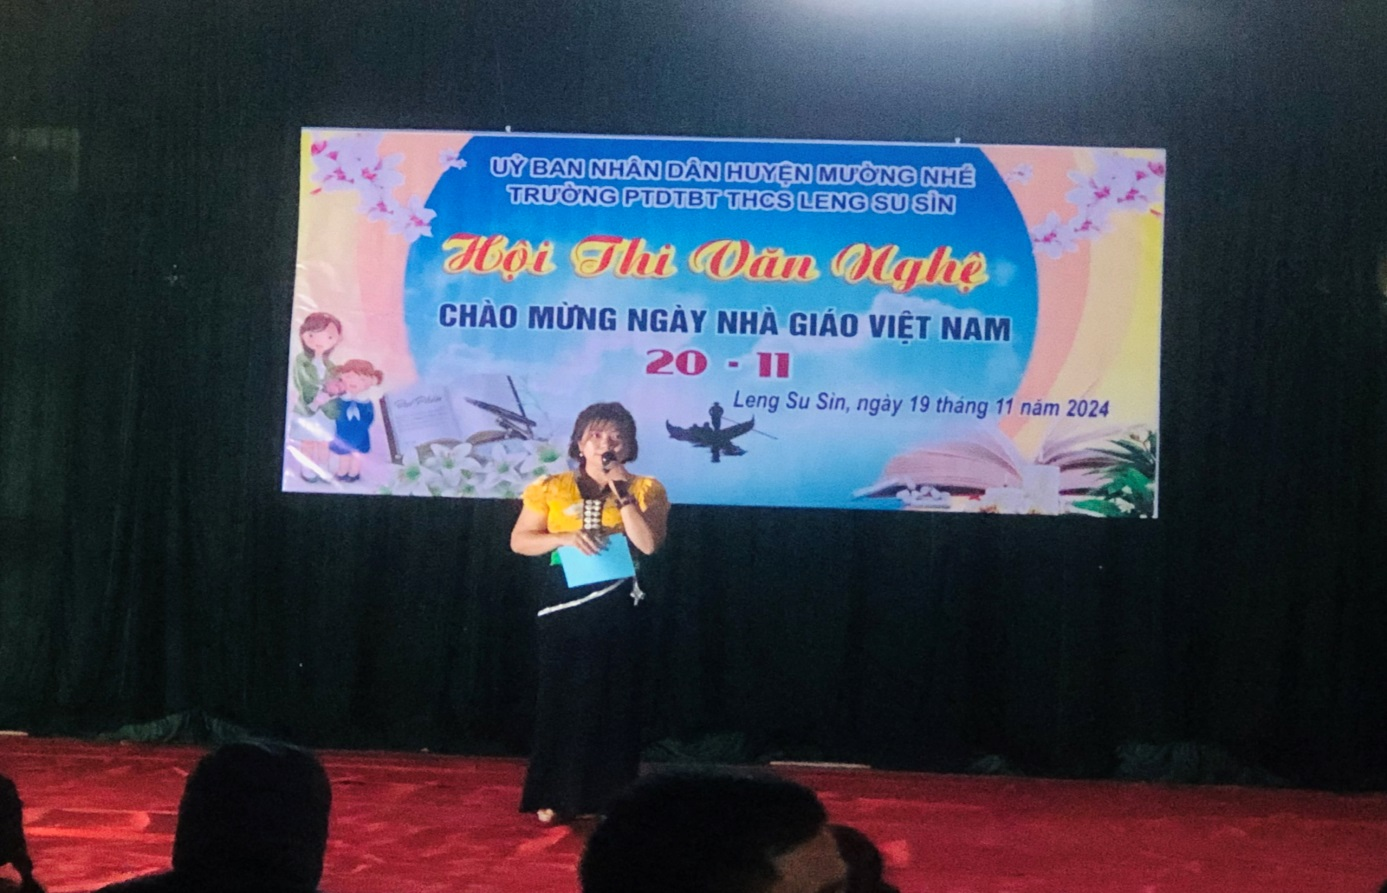 UỶ BAN NHÂN DÂN HUYỆN MƯỜNG NHÉ
TRƯỜNG PTDTBT THCS LENG SU SÌN
Hội Thi Văn Nghệ
CHÀO MỪNG NGÀY NHÀ GIÁO VIỆT NAM
20 - 11
Leng Su Sìn, ngày 19 tháng 11 năm 2024